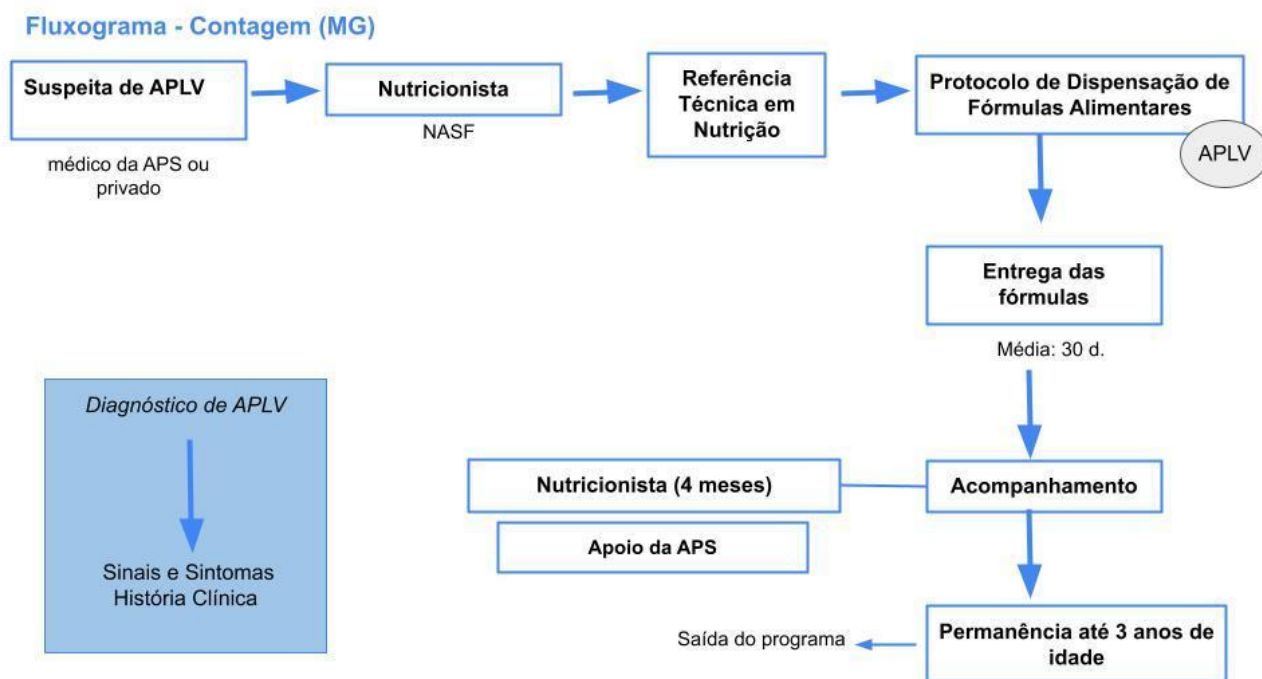 Fluxograma - Contagem (MG)
Suspeita de APLV
médico da APS ou
privado
Nutricionista
NASF
Referência
Técnica em
Nutrição
Protocolo de Dispensação de
Fórmulas Alimentares
APLV
Entrega das
fórmulas
Média: 30 d.
Diagnóstico de APLV
Sinais e Sintomas
História Clínica
Nutricionista (4 meses)
Acompanhamento
Apoio da APS
Saída do programa
Permanência até 3 anos de
idade